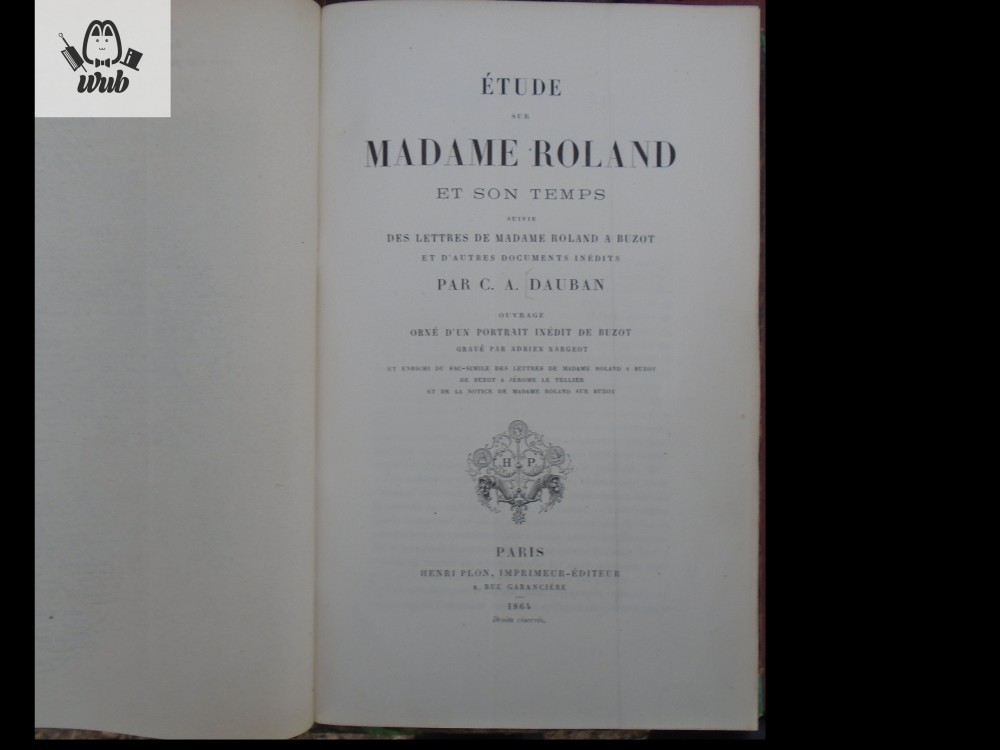 wub
ÉTUDE
SUR
MADAME ROLAND
ET SON TEMPS
SUIVIE
DES LETTRES DE MADAME ROLAND A BUZOT
ET D'AUTRES DOCUMENTS INÉDITS
PAR C. A. DAUBAN
OUVRAGE
ORNÉ D'UN PORTRAIT INÉDIT DE BUZOT
GRAVÉ PAR ADRIEN NARGEOT
ET ENRICHI DU FAC-SIMILE DES LETTRES DE MADAME ROLAND A BUZOT
DE BUZOT A JÉROME LE TELLIER
ET DE LA NOTICE DE MADAME ROLAND SUR BUZOT
H P
PARIS
HENRI PLON, IMPRIMEUR-ÉDITEUR
8, RUE GARANCIÈRE
1864
Droits réservés.